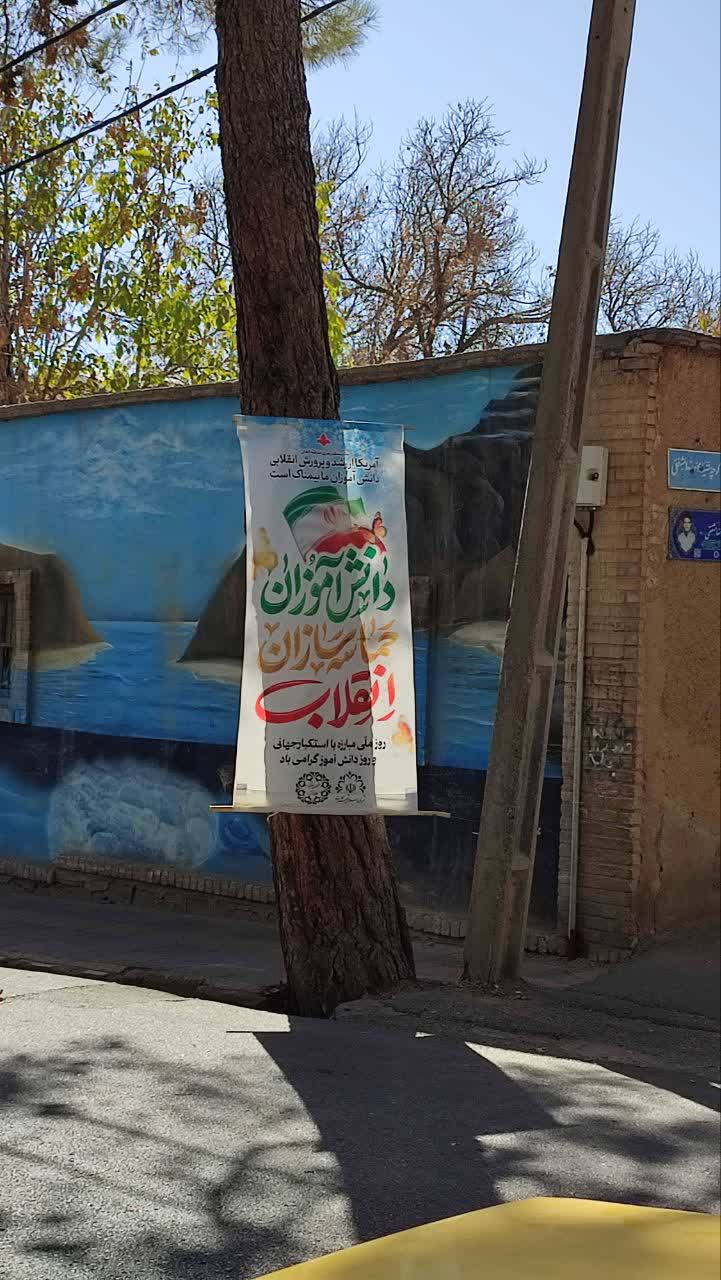 آمریکا از رشد و پرورش انقلابی
دانش آموزان ما بیمناک است
دانش‌آموزان
حماسه سازان
انقلاب
روز ملی مبارزه با استکبار جهانی
و روز دانش آموز گرامی باد